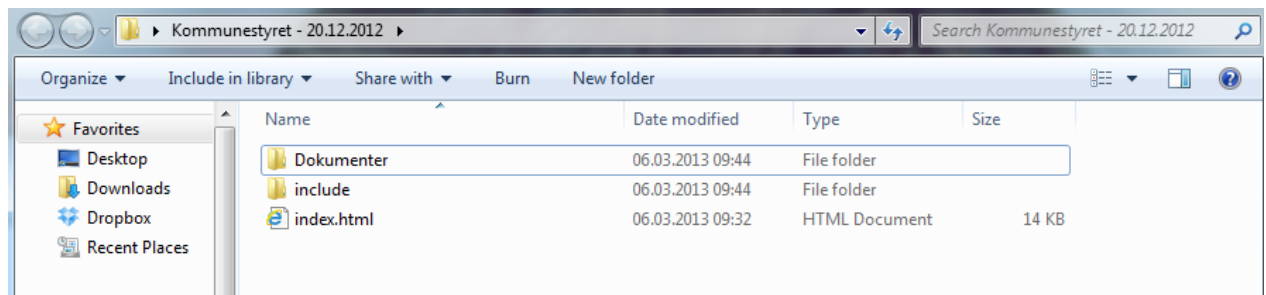 Kommunestyret - 20.12.2012
Search Kommunestyret - 20.12.2012
Organize Include in library Share with Burn New folder
Favorites
Desktop
Downloads
Dropbox
Recent Places
Name Date modified Type Size
Dokumenter 06.03.2013 09:44 File folder
include 06.03.2013 09:44 File folder
index.html 06.03.2013 09:32 HTML Document 14 KB